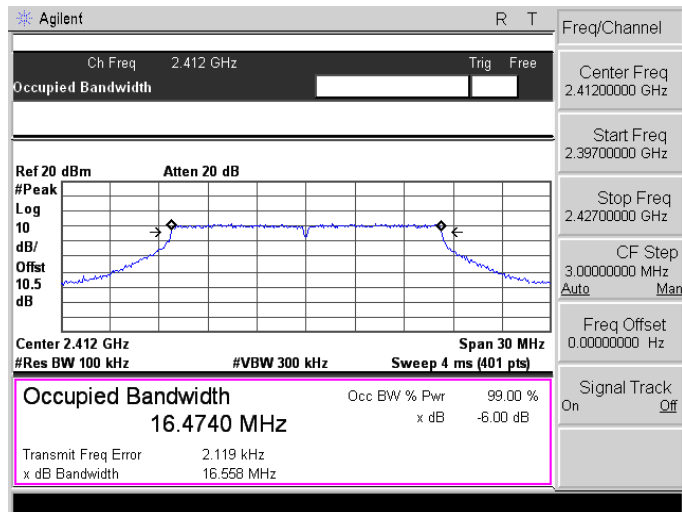 Agilent R T
Freq/Channel
Ch Freq 2.412 GHz Trig Free
Occupied Bandwidth
Center Freq
2.41200000 GHz
Start Freq
2.39700000 GHz
Stop Freq
2.42700000 GHz
CF Step
3.00000000 MHz
Auto Man
Freq Offset
0.00000000 Hz
Signal Track
On Off
Ref 20 dBm Atten 20 dB
#Peak
Log
10
dB/
Offst
10.5
dB
Center 2.412 GHz Span 30 MHz
#Res BW 100 kHz #VBW 300 kHz Sweep 4 ms (401 pts)
Occupied Bandwidth Occ BW % Pwr 99.00 %
16.4740 MHz x dB -6.00 dB
Transmit Freq Error 2.119 kHz
x dB Bandwidth 16.558 MHz